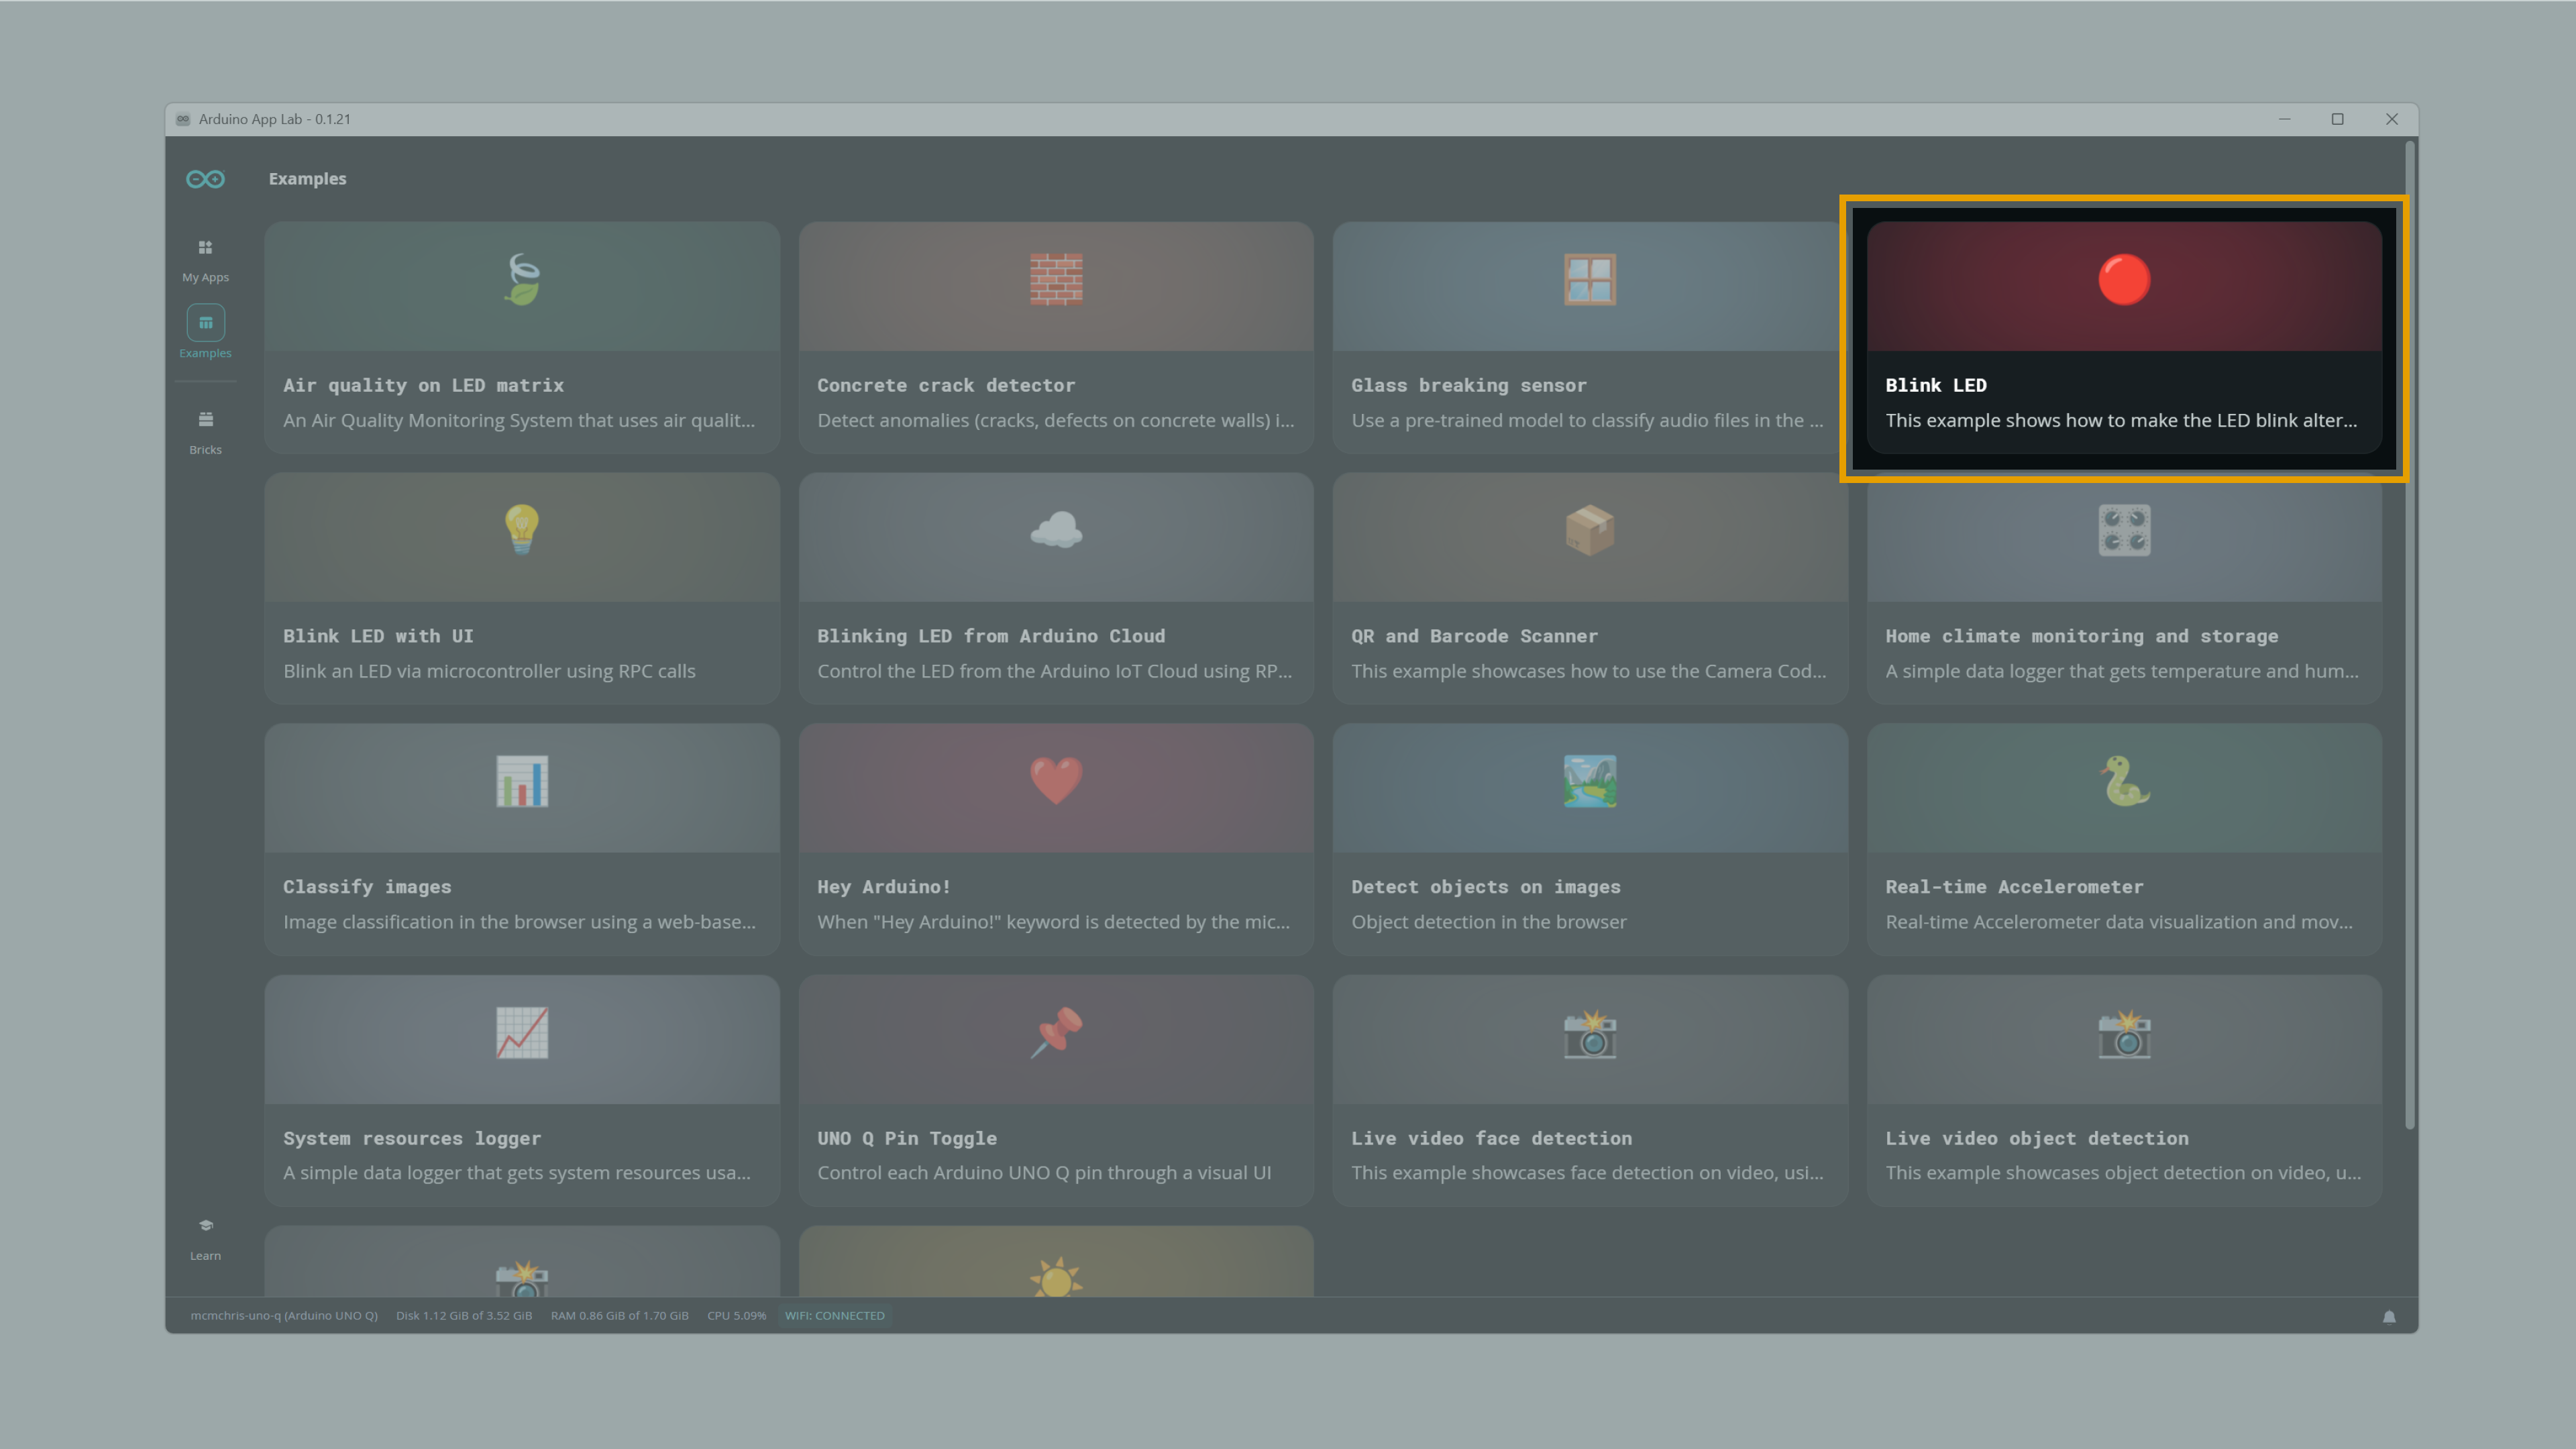 Arduino App Lab - 0.1.21
Examples
My Apps
Examples
Bricks
Learn
Air quality on LED matrix
An Air Quality Monitoring System that uses air qualit...
Concrete crack detector
Detect anomalies (cracks, defects on concrete walls) i...
Glass breaking sensor
Use a pre-trained model to classify audio files in the ...
Blink LED
This example shows how to make the LED blink alter...
Blink LED with UI
Blink an LED via microcontroller using RPC calls
Blinking LED from Arduino Cloud
Control the LED from the Arduino IoT Cloud using RP...
QR and Barcode Scanner
This example showcases how to use the Camera Cod...
Home climate monitoring and storage
A simple data logger that gets temperature and hum...
Classify images
Image classification in the browser using a web-base...
Hey Arduino!
When "Hey Arduino!" keyword is detected by the mic...
Detect objects on images
Object detection in the browser
Real-time Accelerometer
Real-time Accelerometer data visualization and mov...
System resources logger
A simple data logger that gets system resources usa...
UNO Q Pin Toggle
Control each Arduino UNO Q pin through a visual UI
Live video face detection
This example showcases face detection on video, usi...
Live video object detection
This example showcases object detection on video, u...
mcmchris-uno-q (Arduino UNO Q) Disk 1.12 GiB of 3.52 GiB RAM 0.86 GiB of 1.70 GiB CPU 5.09% WIFI: CONNECTED